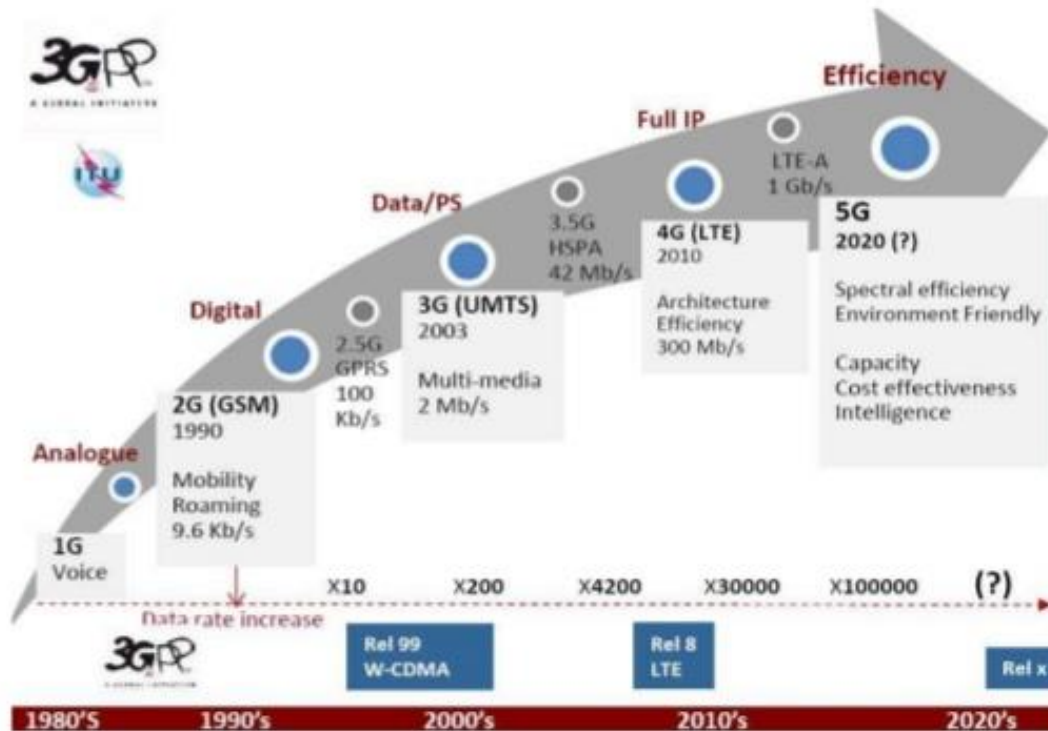 3GPP
A GLOBAL INITIATIVE
ITU
Efficiency
Full IP
LTE-A
1 Gb/s
Data/PS
3.5G
HSPA
42 Mb/s
5G
2020 (?)
Spectral efficiency
Environment Friendly
Capacity
Cost effectiveness
Intelligence
4G (LTE)
2010
Architecture
Efficiency
300 Mb/s
Digital
2.5G
GPRS
100
Kb/s
3G (UMTS)
2003
Multi-media
2 Mb/s
2G (GSM)
1990
Mobility
Roaming
9.6 Kb/s
Analogue
1G
Voice
X10 X200 X4200 X30000 X100000 (?)
Data rate increase
3GPP
A GLOBAL INITIATIVE
Rel 99
W-CDMA
Rel 8
LTE
Rel x
1980'S 1990's 2000's 2010's 2020's